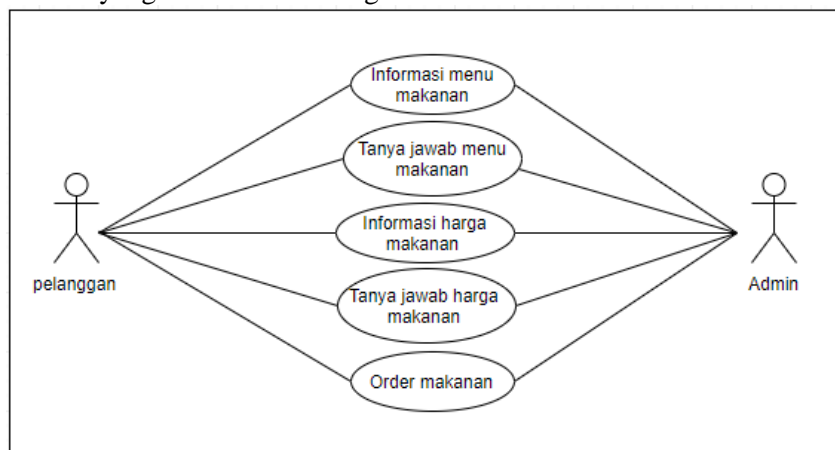 Informasi menu
makanan
Tanya jawab menu
makanan
Informasi harga
makanan
pelanggan
Admin
Tanya jawab harga
makanan
Order makanan